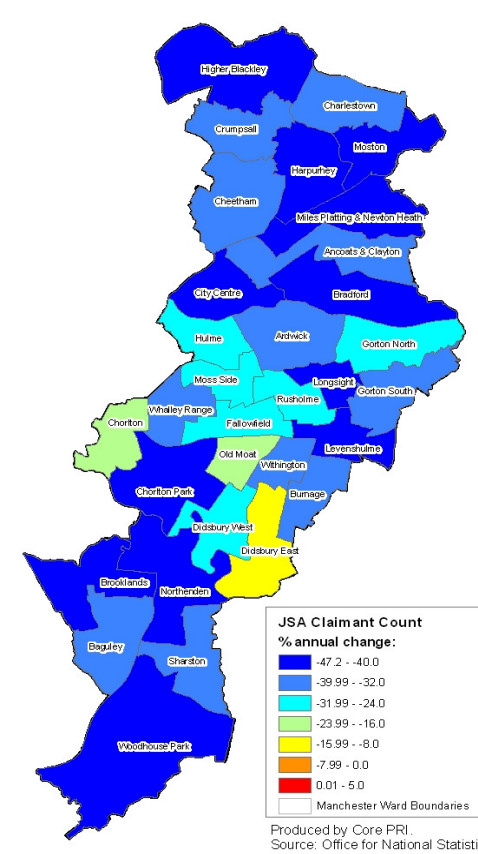 Higher Blackley
Charlestown
Crumpsall
Moston
Harpurhey
Cheetham
Miles Platting & Newton Heath
Ancoats & Clayton
City Centre
Bradford
Hulme
Ardwick
Gorton North
Moss Side
Longsight
Gorton South
Rusholme
Whalley Range
Chorlton
Fallowfield
Levenshulme
Old Moat
Withington
Chorlton Park
Burnage
Didsbury West
Didsbury East
Brooklands
Northenden
Baguley
Sharston
Woodhouse Park
JSA Claimant Count
% annual change:
-47.2 - -40.0
-39.99 - -32.0
-31.99 - -24.0
-23.99 - -16.0
-15.99 - -8.0
-7.99 - 0.0
0.01 - 5.0
Manchester Ward Boundaries
Produced by Core PRI.
Source: Office for National Statisti